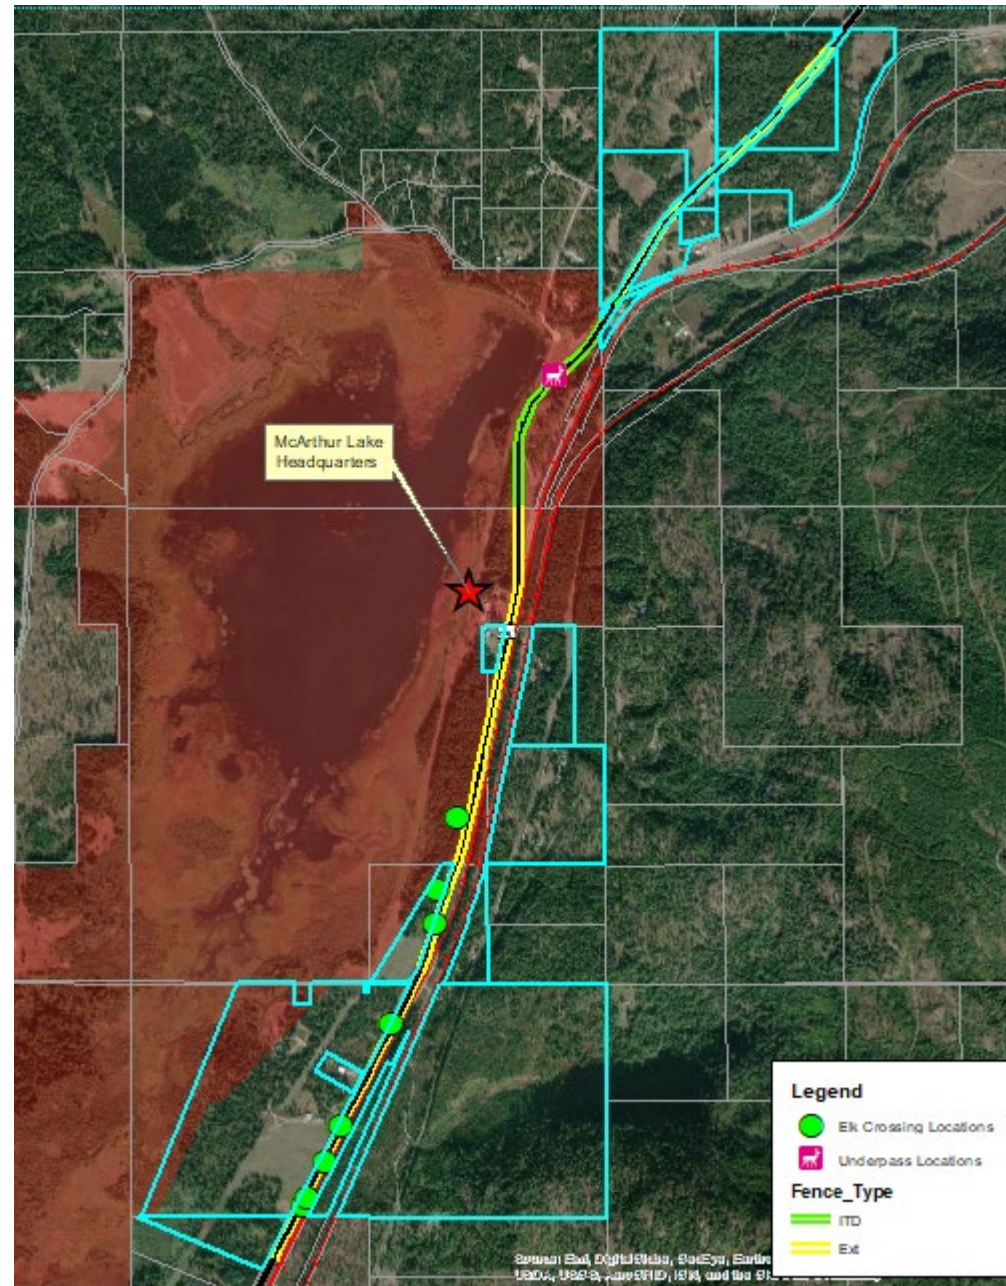 McArthur Lake
Headquarters
Legend
Elk Crossing Locations
Underpass Locations
Fence_Type
ITD
Ext